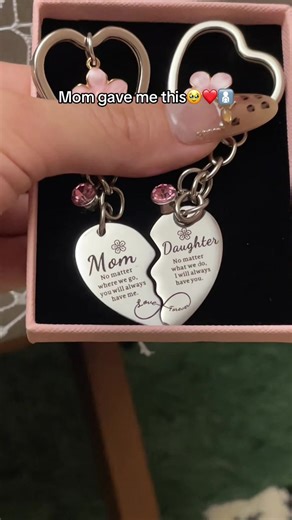 Mom gave me this🥹❤️🩻
Mom
No matter
where we go,
you will always
have me.
Daughter
No matter
what we do,
I will always
have you.
Love
Forever